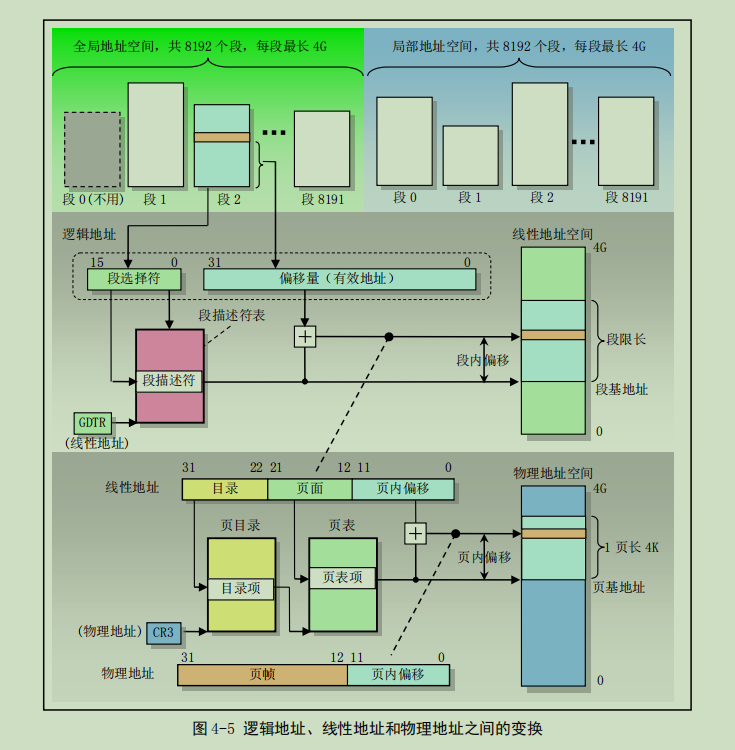 全局地址空间，共 8192 个段，每段最长 4G
局部地址空间，共 8192 个段，每段最长 4G
段 0(不用)
段 1
段 2
段 8191
段 0
段 1
段 2
段 8191
逻辑地址
线性地址空间
15
0
31
0
4G
段选择符
偏移量（有效地址）
段描述符表
+
段限长
段内偏移
段描述符
段基地址
GDTR
(线性地址)
0
物理地址空间
31
22
21
12
11
0
线性地址
目录
页面
页内偏移
4G
页目录
页表
+
1 页长 4K
页内偏移
目录项
页表项
页基地址
(物理地址)
CR3
31
12
11
0
物理地址
页帧
页内偏移
0
图 4-5 逻辑地址、线性地址和物理地址之间的变换